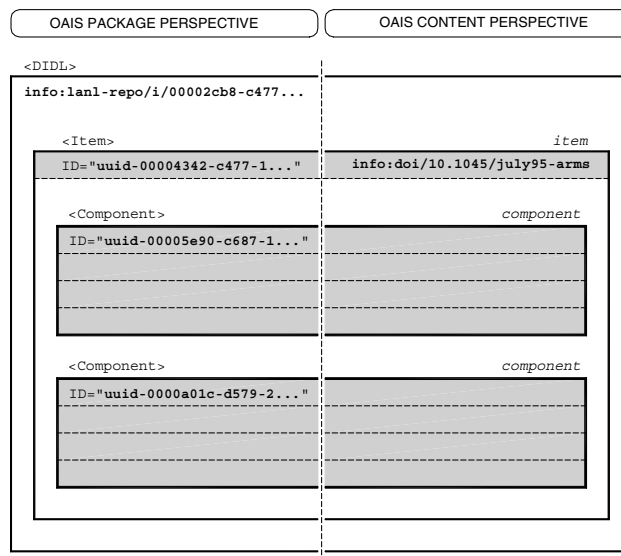 OAIS PACKAGE PERSPECTIVE OAIS CONTENT PERSPECTIVE
<DIDL>
info:lanl-repo/i/00002cb8-c477...
<Item> item
ID="uuid-00004342-c477-1..." info:doi/10.1045/july95-arms
<Component> component
ID="uuid-00005e90-c687-1..."
<Component> component
ID="uuid-0000a01c-d579-2..."